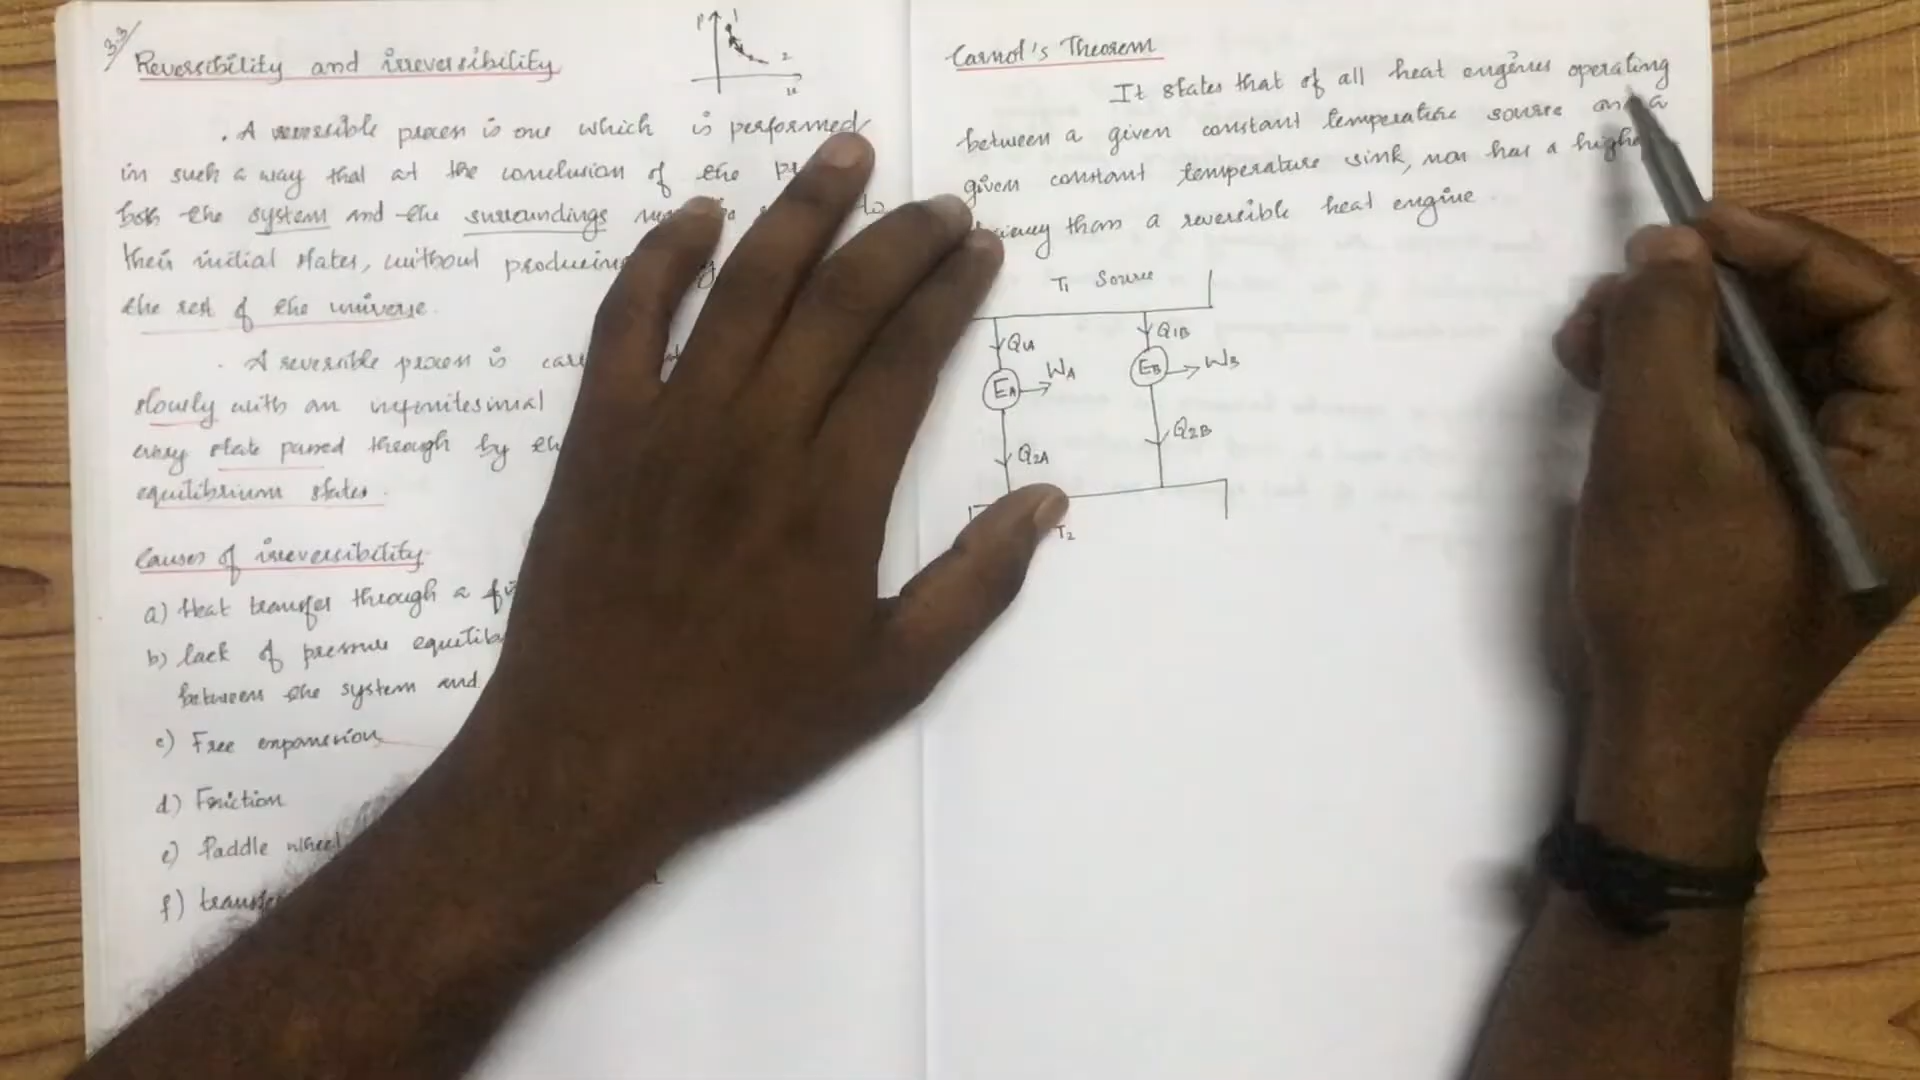 33
Reversibility and irreversibility
P
1
2
. A reversible process is one which is performed
in such a way that at the conclusion of the
both the system and the surroundings
their initial states, without producing
the rest of the universe.
. A reversible process is
slowly with an infinitesimal
every state passed through by
equilibrium states.
Causes of irreversibility
a) Heat transfer through a
b) lack of pressure
between the system and
c) Free expansion
d) Friction
e) Paddle wheel
f)
Carnot's Theorem
It states that of all heat engines operating
between a given constant temperature source and a
given constant temperature sink, non has a
than a reversible heat engine.
T1 Source
Q1A
Q1B
EA
WA
EB
WB
Q2A
Q2B
T2